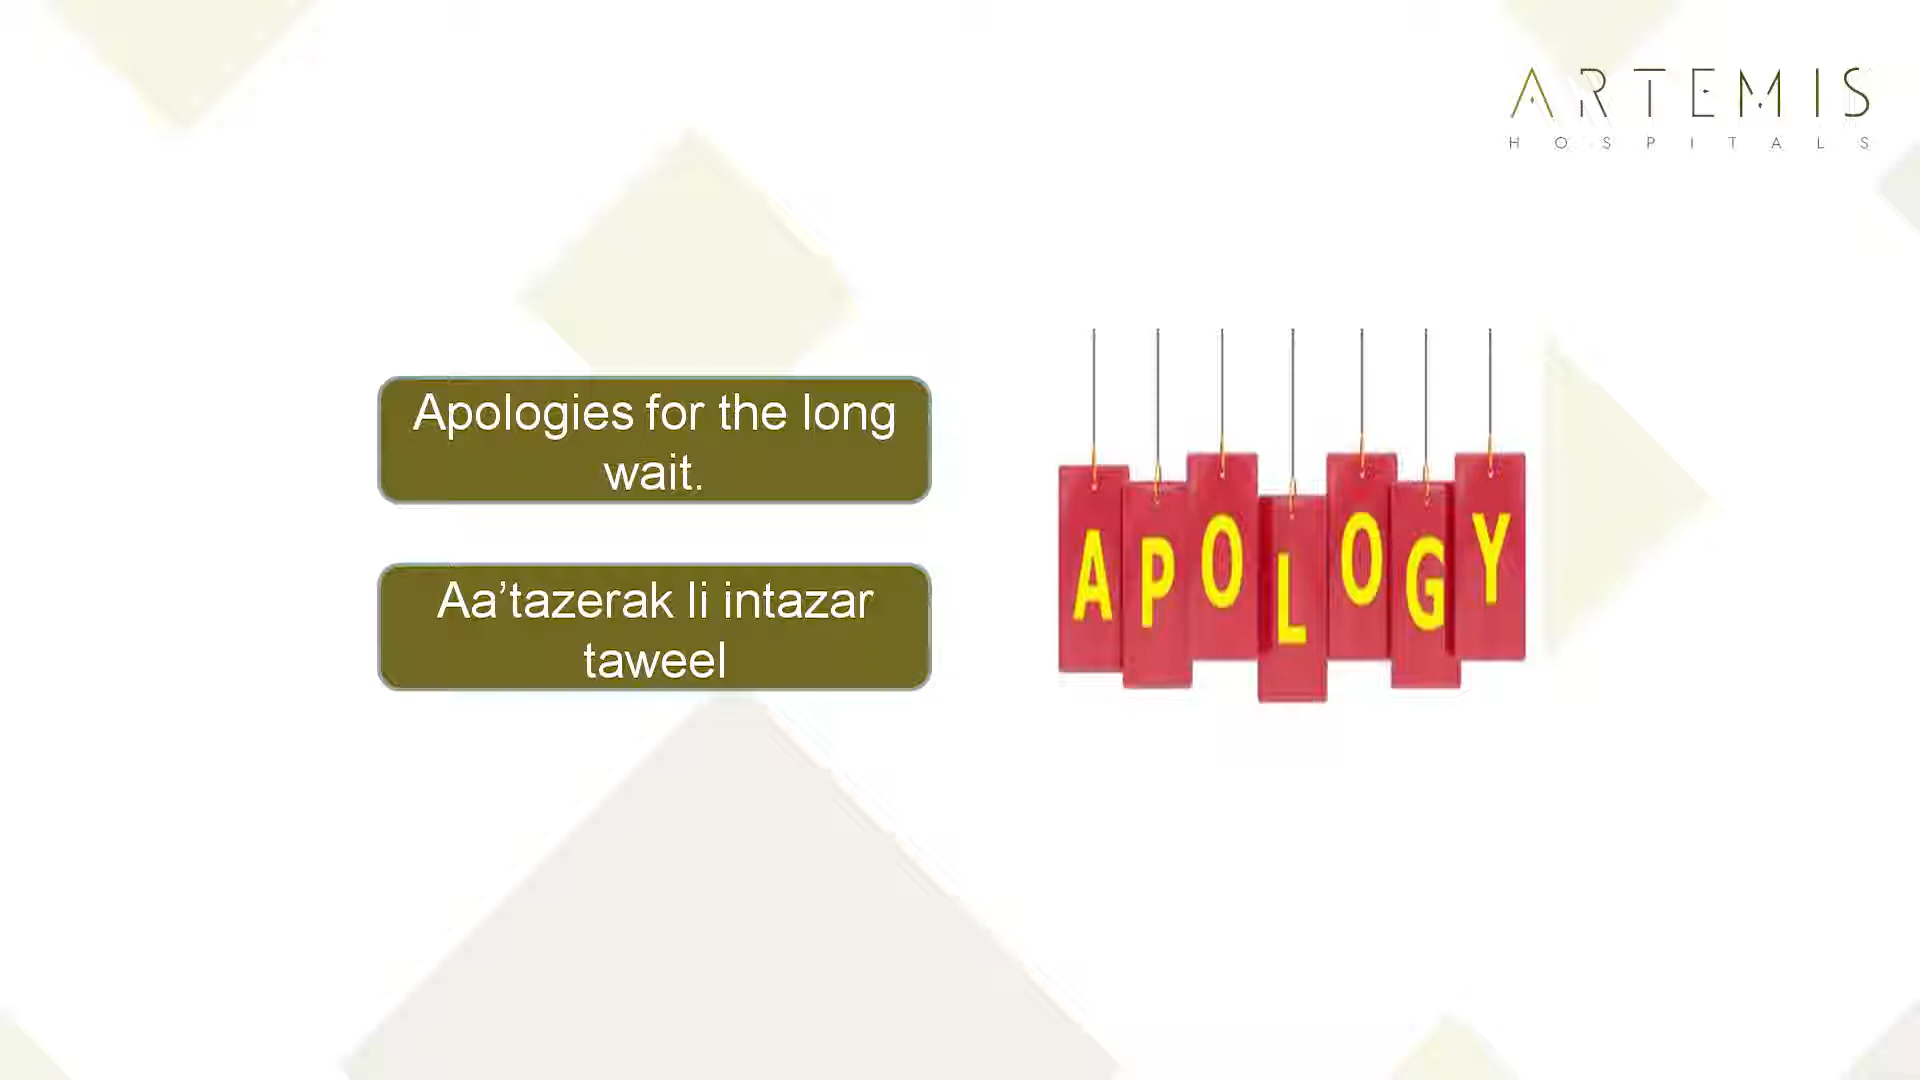 ARTEMIS
HOSPITALS
Apologies for the long
wait.
Aa’tazerak li intazar
taweel
APOLOGY